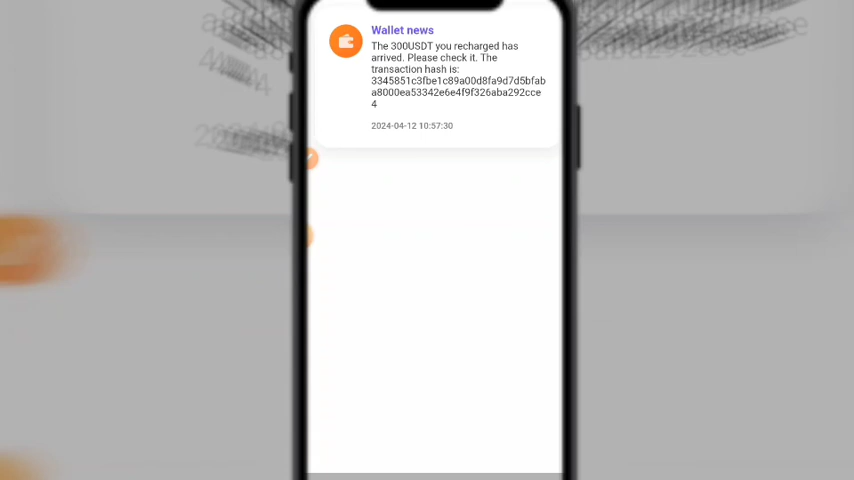 Wallet news
The 300USDT you recharged has
arrived. Please check it. The
transaction hash is:
3345851c3fbe1c89a00d8fa9d7d5bfab
a8000ea53342e6e4f9f326aba292cce
4
2024-04-12 10:57:30